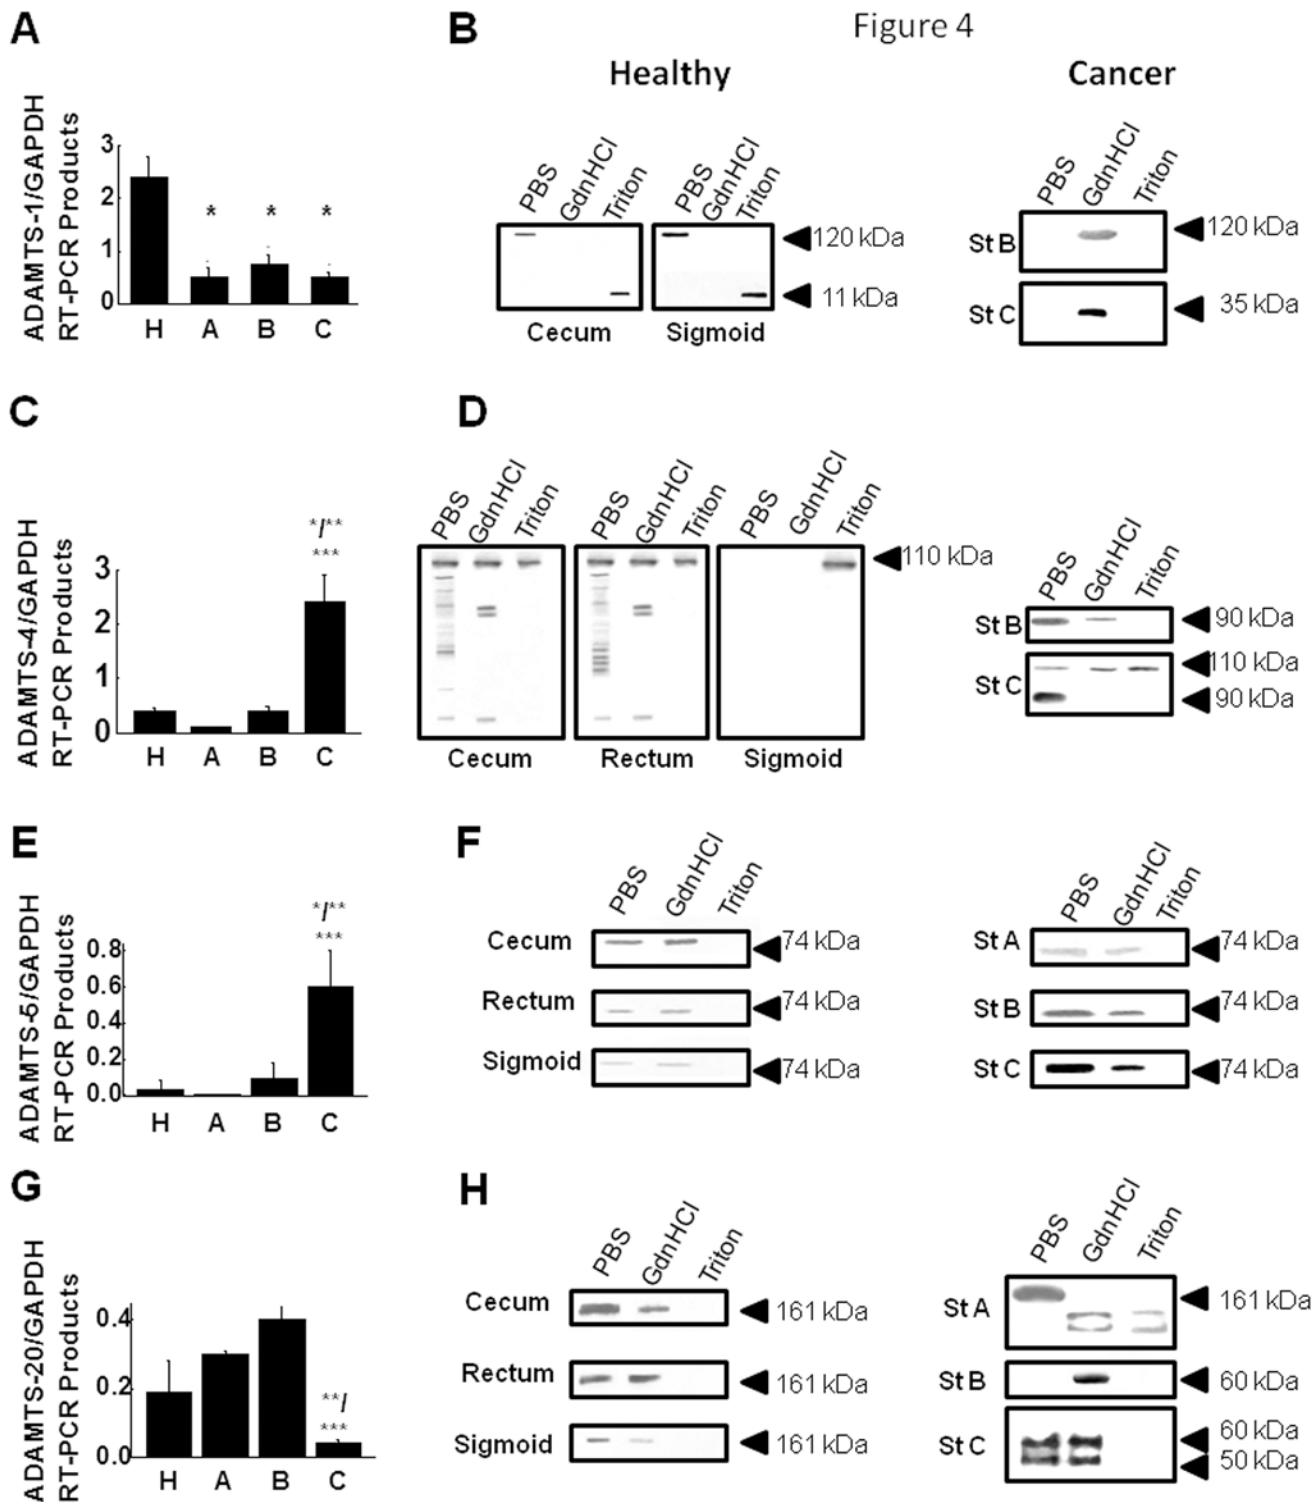 Figure 4
A
ADAMTS-1/GAPDH
RT-PCR Products
3
2
1
0
* * *
H A B C
B
Healthy
Cancer
PBS GdnHCl Triton
PBS GdnHCl Triton
PBS GdnHCl Triton
120 kDa
11 kDa
Cecum Sigmoid
St B 120 kDa
St C 35 kDa
C
ADAMTS-4/GAPDH
RT-PCR Products
3
2
1
0
*/**
***
H A B C
D
PBS GdnHCl Triton
PBS GdnHCl Triton
PBS GdnHCl Triton
110 kDa
Cecum Rectum Sigmoid
PBS GdnHCl Triton
St B 90 kDa
St C 110 kDa
90 kDa
E
ADAMTS-5/GAPDH
RT-PCR Products
0.8
0.6
0.4
0.2
0.0
*/**
***
H A B C
F
PBS GdnHCl Triton
Cecum 74 kDa
Rectum 74 kDa
Sigmoid 74 kDa
PBS GdnHCl Triton
St A 74 kDa
St B 74 kDa
St C 74 kDa
G
ADAMTS-20/GAPDH
RT-PCR Products
0.4
0.2
0.0
**/
***
H A B C
H
PBS GdnHCl Triton
Cecum 161 kDa
Rectum 161 kDa
Sigmoid 161 kDa
PBS GdnHCl Triton
St A 161 kDa
St B 60 kDa
St C 60 kDa
50 kDa